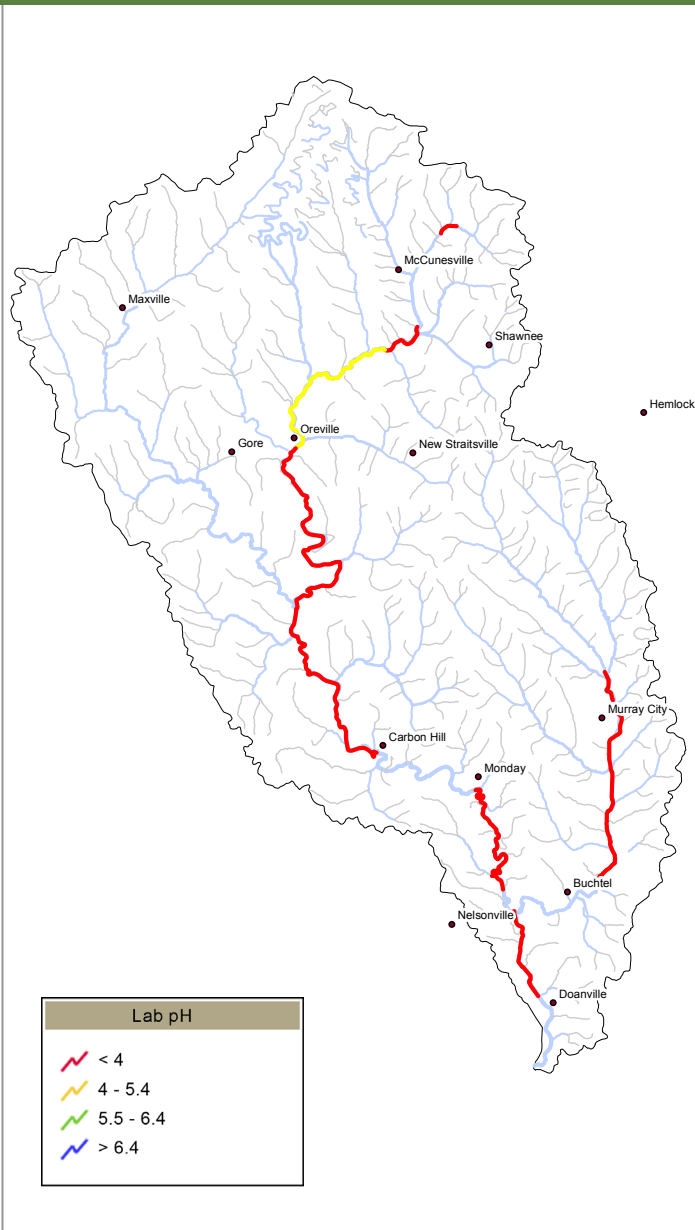 McCunesville
Maxville
Shawnee
Hemlock
Oreville
Gore
New Straitsville
Murray City
Carbon Hill
Monday
Buchtel
Nelsonville
Doanville
Lab pH
< 4
4 - 5.4
5.5 - 6.4
> 6.4